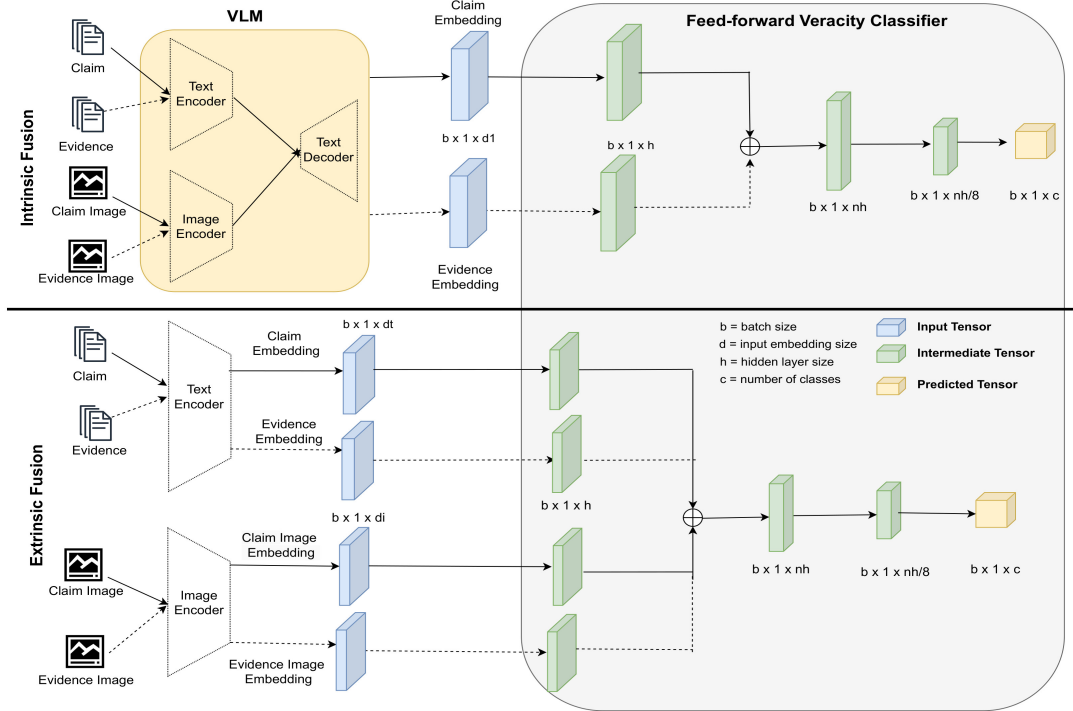 VLM
Claim
Embedding
Feed-forward Veracity Classifier
Intrinsic Fusion
Claim
Evidence
Claim Image
Evidence Image
Text
Encoder
Image
Encoder
Text
Decoder
b x 1 x d1
Evidence
Embedding
b x 1 x h
b x 1 x nh
b x 1 x nh/8
b x 1 x c
Extrinsic Fusion
Claim
Evidence
Claim Image
Evidence Image
Text
Encoder
Image
Encoder
Claim
Embedding
b x 1 x dt
Evidence
Embedding
b x 1 x di
Claim Image
Embedding
Evidence Image
Embedding
b x 1 x h
b x 1 x nh
b x 1 x nh/8
b x 1 x c
b = batch size
d = input embedding size
h = hidden layer size
c = number of classes
Input Tensor
Intermediate Tensor
Predicted Tensor